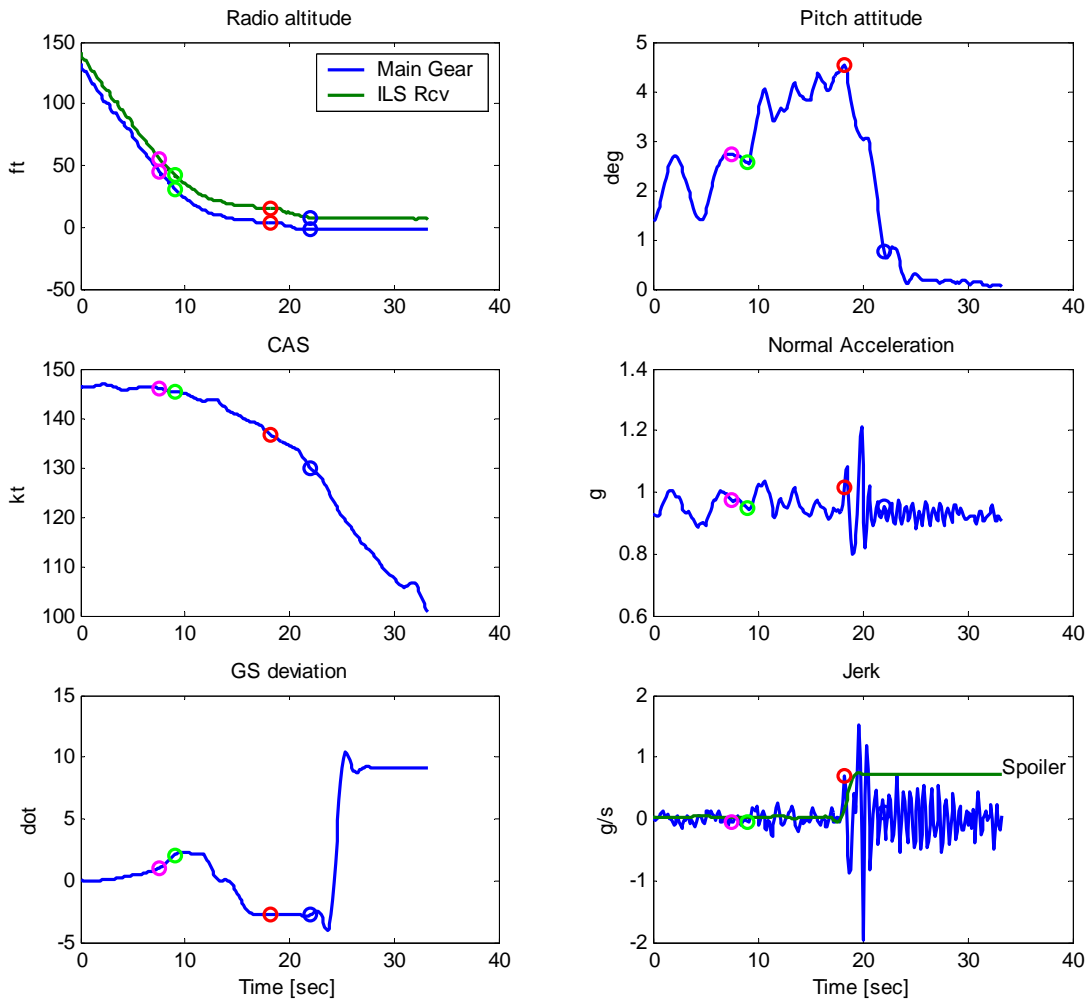 Radio altitude
150
100
50
0
-50
ft
Main Gear
ILS Rcv
0 10 20 30 40
Pitch attitude
5
4
3
2
1
0
deg
0 10 20 30 40
CAS
150
140
130
120
110
100
kt
0 10 20 30 40
Normal Acceleration
1.4
1.2
1
0.8
0.6
g
0 10 20 30 40
GS deviation
15
10
5
0
-5
dot
0 10 20 30 40
Time [sec]
Jerk
2
1
0
-1
-2
g/s
Spoiler
0 10 20 30 40
Time [sec]